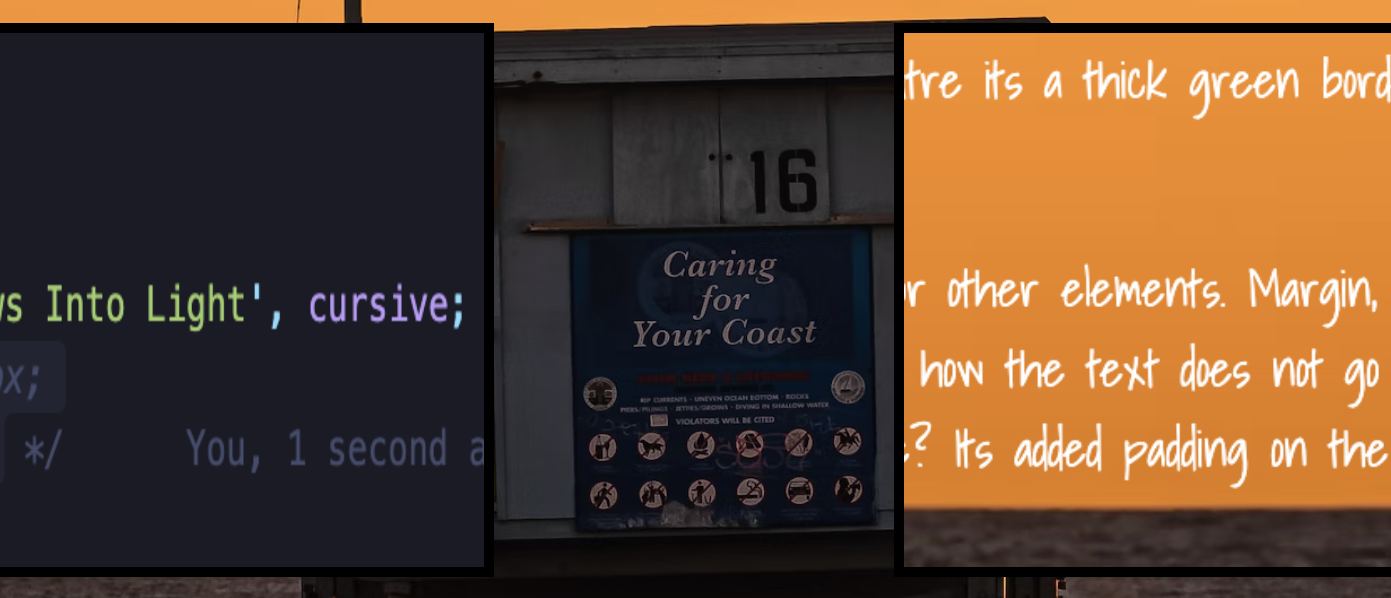 ws Into Light', cursive;
ox;
*/ You, 1 second a
16
Caring
for
Your Coast
RIP CURRENTS - UNEVEN OCEAN BOTTOM - ROCKS
PIERS/PILINGS - JETTIES/GROINS - DIVING IN SHALLOW WATER
VIOLATORS WILL BE CITED
tre its a thick green bord
r other elements. Margin,
how the text does not go
? Its added padding on the